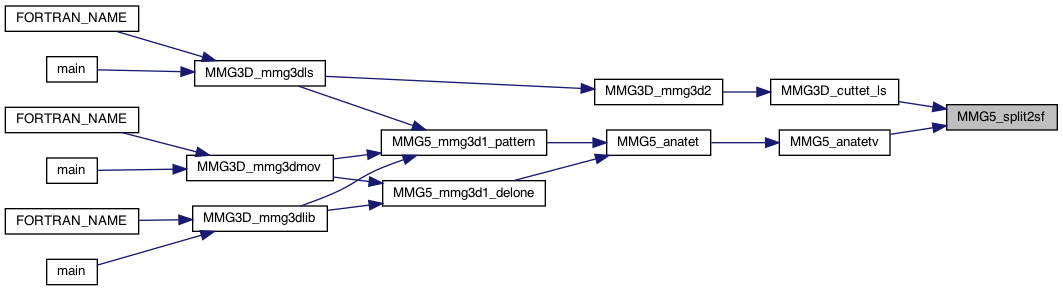 FORTRAN_NAME
main
MMG3D_mmg3dls
MMG3D_mmg3d2
MMG3D_cuttet_ls
MMG5_split2sf
FORTRAN_NAME
MMG5_mmg3d1_pattern
MMG5_anatet
MMG5_anatetv
main
MMG3D_mmg3dmov
MMG5_mmg3d1_delone
FORTRAN_NAME
MMG3D_mmg3dlib
main